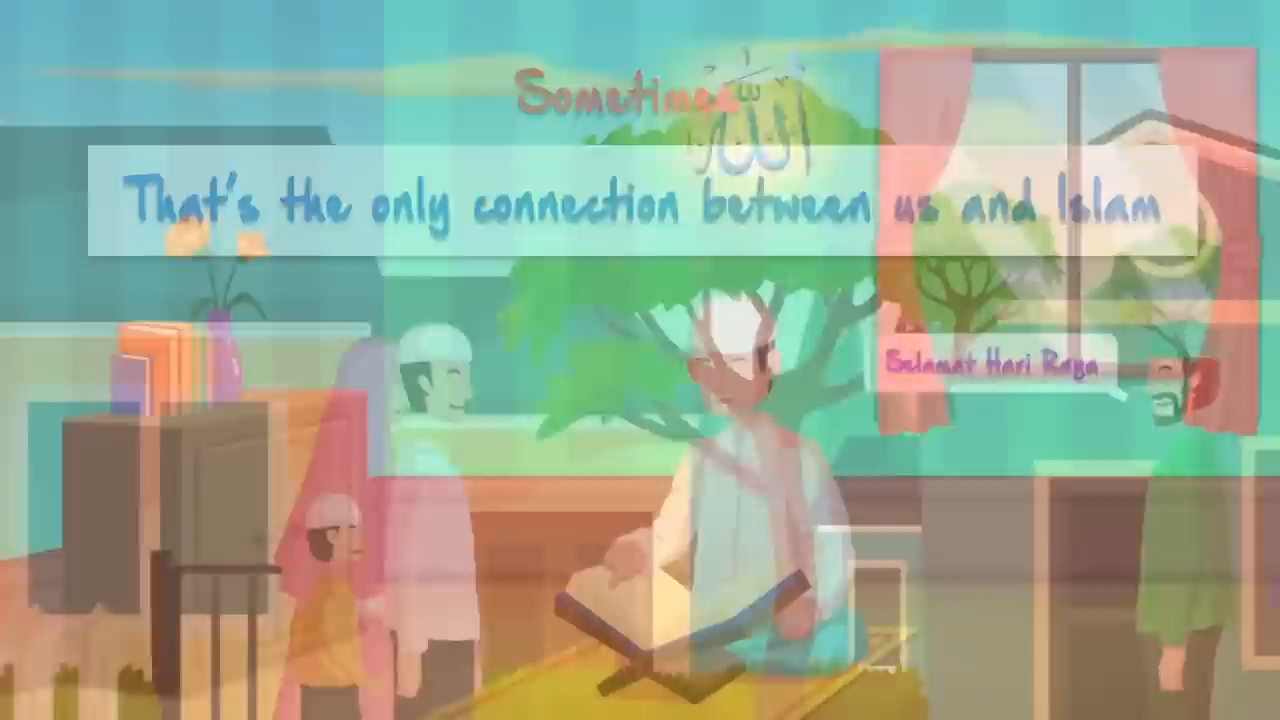 Sometimes
الله
That's the only connection between us and Islam
Selamat Hari Raya